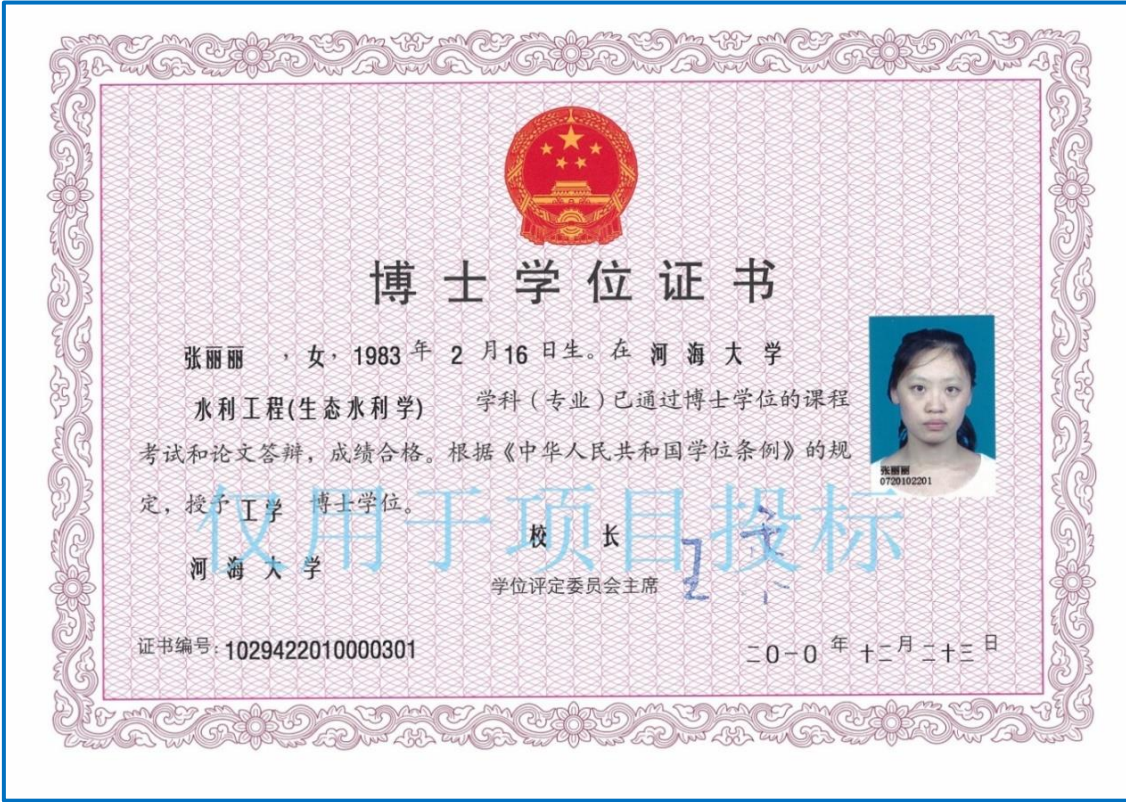 博士学位证书
张丽丽 ,女,1983年2月16日生。在河海大学
水利工程(生态水利学) 学科(专业)已通过博士学位的课程
考试和论文答辩,成绩合格。根据《中华人民共和国学位条例》的规
定,授予工学 博士学位。
张丽丽
0720102201
仅用于项目投标
校长
河海大学
学位评定委员会主席
王
证书编号:1029422010000301
二0一0年十二月二十三日